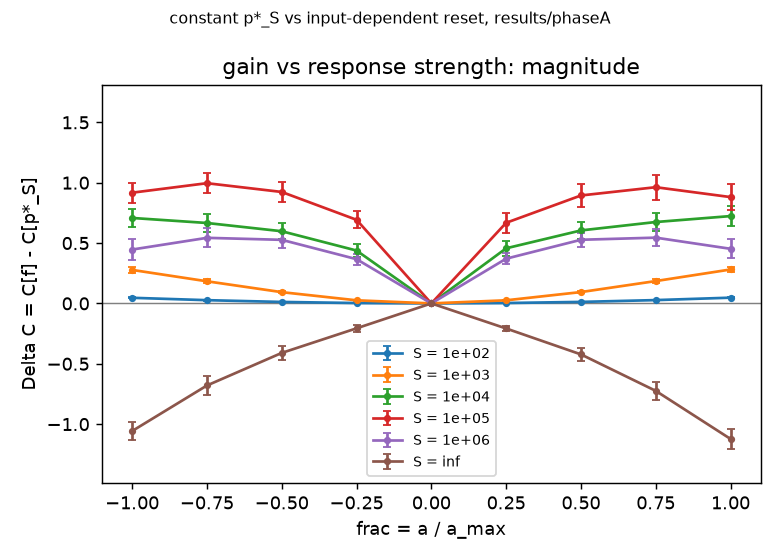 constant p*_S vs input-dependent reset, results/phaseA
gain vs response strength: magnitude
Delta C = C[f] - C[p*_S]
1.5
1.0
0.5
0.0
−0.5
−1.0
S = 1e+02
S = 1e+03
S = 1e+04
S = 1e+05
S = 1e+06
S = inf
−1.00 −0.75 −0.50 −0.25 0.00 0.25 0.50 0.75 1.00
frac = a / a_max